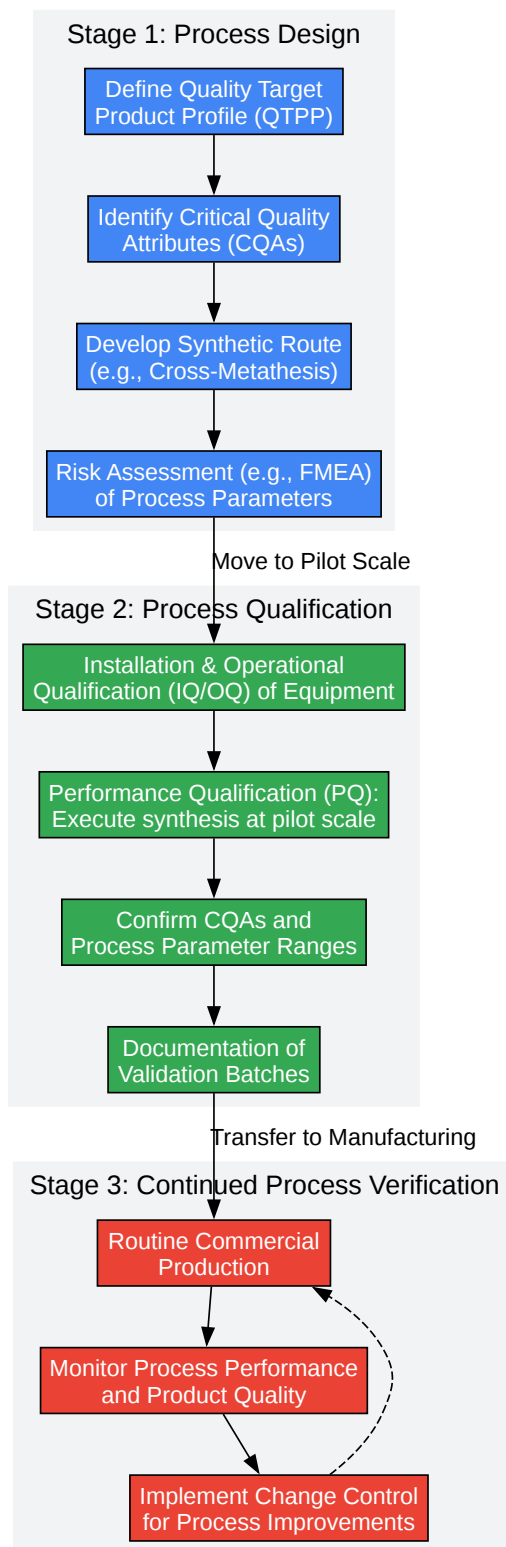 Stage 1: Process Design
Define Quality Target
Product Profile (QTPP)
Identify Critical Quality
Attributes (CQAs)
Develop Synthetic Route
(e.g., Cross-Metathesis)
Risk Assessment (e.g., FMEA)
of Process Parameters
Move to Pilot Scale
Stage 2: Process Qualification
Installation & Operational
Qualification (IQ/OQ) of Equipment
Performance Qualification (PQ):
Execute synthesis at pilot scale
Confirm CQAs and
Process Parameter Ranges
Documentation of
Validation Batches
Transfer to Manufacturing
Stage 3: Continued Process Verification
Routine Commercial
Production
Monitor Process Performance
and Product Quality
Implement Change Control
for Process Improvements